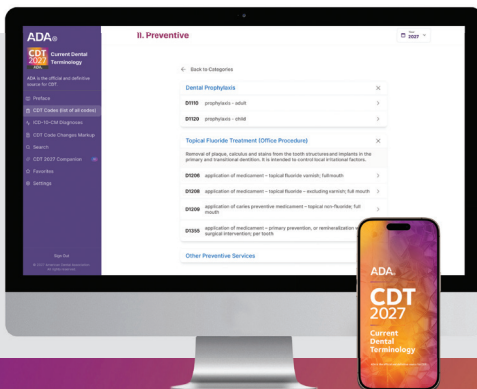 ADA®
II. Preventive
Year
2027
CDT
2027
ADA
Current Dental
Terminology
ADA is the official and definitive
source for CDT.
Preface
CDT Codes (list of all codes)
ICD-10-CM Diagnoses
CDT Code Changes Markup
Search
CDT 2027 Companion
Favorites
Settings
Sign Out
All rights reserved.
← Back to Categories
Dental Prophylaxis
D1110 prophylaxis - adult
D1120 prophylaxis - child
Topical Fluoride Treatment (Office Procedure)
Removal of plaque, calculus and stains from the tooth structures and implants in the
primary and transitional dentition. It is intended to control local irritational factors.
D1206 application of medicament – topical fluoride varnish; full mouth
D1208 application of medicament – topical fluoride – excluding varnish; full mouth
D1209 application of caries preventive medicament – topical non-fluoride; full
mouth
D1355 application of medicament – primary prevention, or remineralization
surgical intervention; per tooth
Other Preventive Services
ADA.
CDT
2027
Current
Dental
Terminology